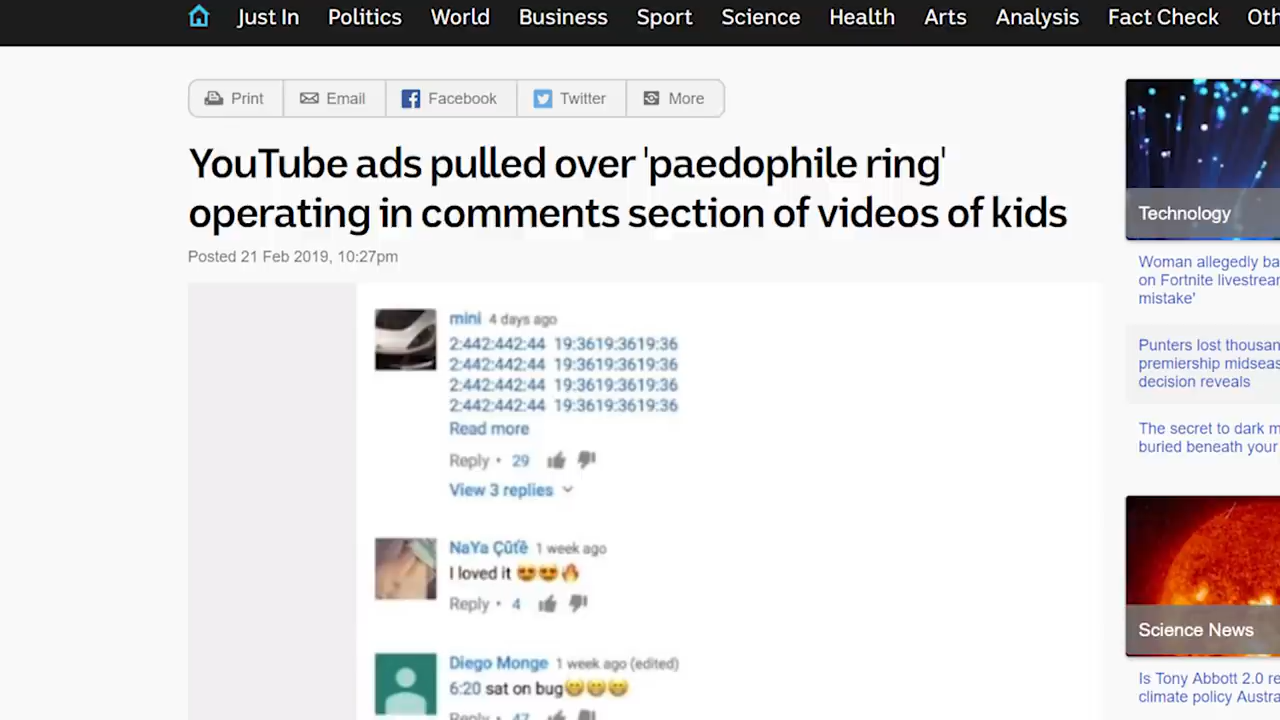 Just In Politics World Business Sport Science Health Arts Analysis Fact Check Oth
Print Email Facebook Twitter More
YouTube ads pulled over 'paedophile ring'
operating in comments section of videos of kids
Posted 21 Feb 2019, 10:27pm
mini 4 days ago
2:442:442:44 19:3619:3619:36
2:442:442:44 19:3619:3619:36
2:442:442:44 19:3619:3619:36
2:442:442:44 19:3619:3619:36
Read more
Reply • 29
View 3 replies
NaYa Çûťê 1 week ago
I loved it 😍😍🔥
Reply • 4
Diego Monge 1 week ago (edited)
6:20 sat on bug😁😁😁
Reply • 47
Technology
Woman allegedly ba
on Fortnite livestrear
mistake'
Punters lost thousan
premiership midseas
decision reveals
The secret to dark m
buried beneath your
Science News
Is Tony Abbott 2.0 re
climate policy Austra